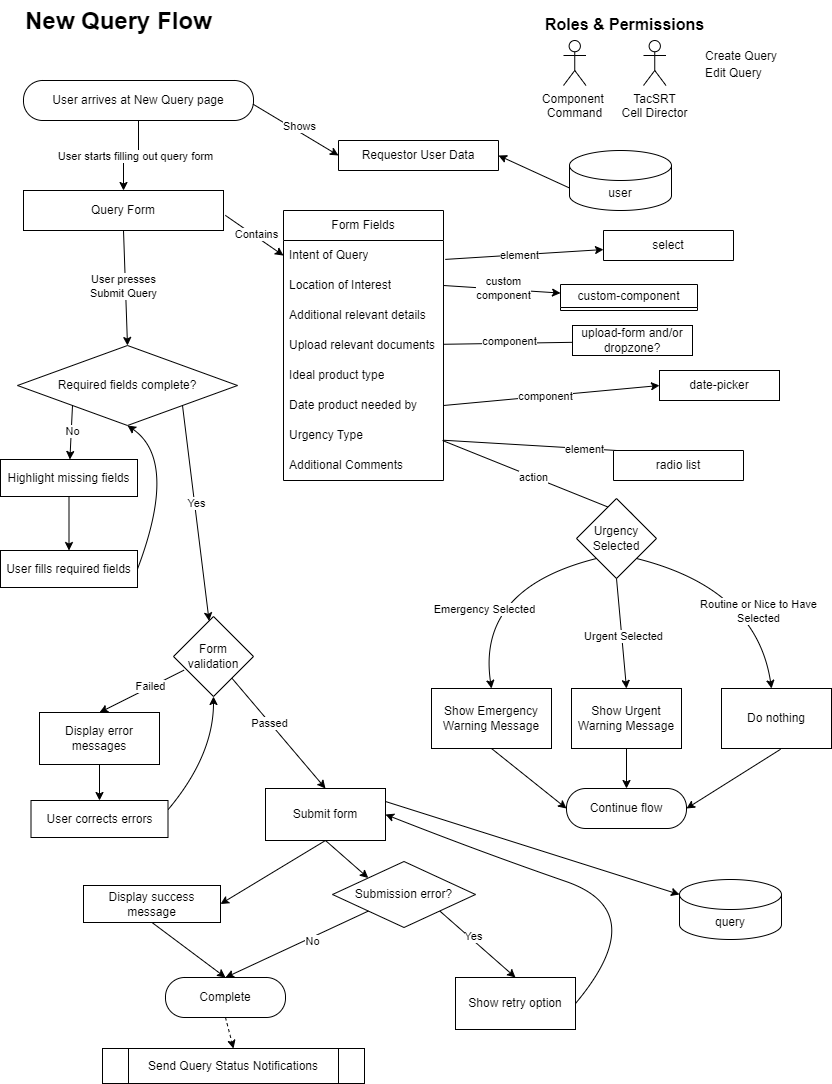 New Query Flow
Roles & Permissions
Create Query
Edit Query
Component
Command
TacSRT
Cell Director
User arrives at New Query page
Shows
User starts filling out query form
Requestor User Data
user
Query Form
Contains
Form Fields
Intent of Query
element
select
Location of Interest
custom
component
custom-component
Additional relevant details
Upload relevant documents
component
upload-form and/or
dropzone?
Ideal product type
Date product needed by
component
date-picker
Urgency Type
element
radio list
Additional Comments
action
User presses
Submit Query
Required fields complete?
No
Highlight missing fields
User fills required fields
Yes
Urgency
Selected
Emergency Selected
Urgent Selected
Routine or Nice to Have
Selected
Show Emergency
Warning Message
Show Urgent
Warning Message
Do nothing
Continue flow
Form
validation
Failed
Display error
messages
User corrects errors
Passed
Submit form
Display success
message
Submission error?
query
No
Yes
Complete
Show retry option
Send Query Status Notifications